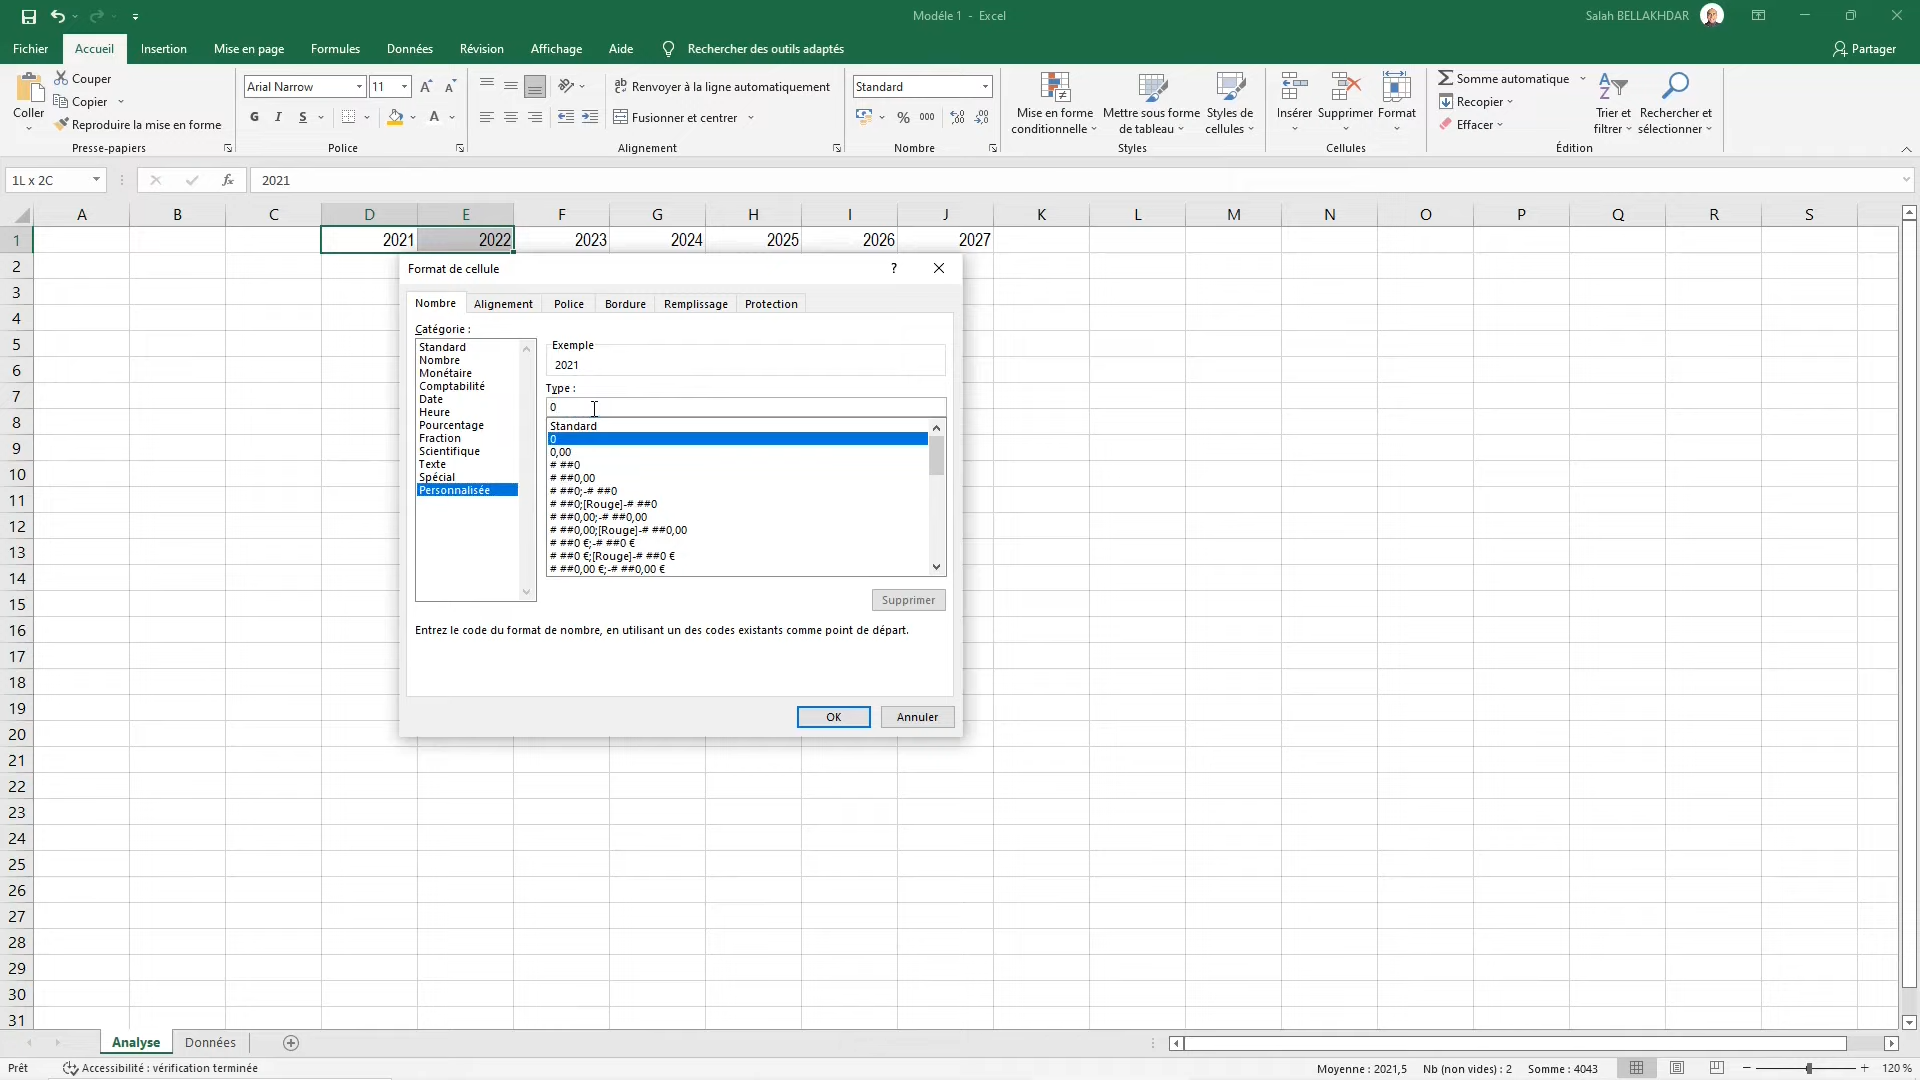 Modéle 1 - Excel
Salah BELLAKHDAR
Fichier Accueil Insertion Mise en page Formules Données Révision Affichage Aide Rechercher des outils adaptés Partager
Coller
Couper
Copier
Reproduire la mise en forme
Presse-papiers
Arial Narrow 11
G I S A
Police
Renvoyer à la ligne automatiquement
Fusionner et centrer
Alignement
Standard
% 000
Nombre
Mise en forme conditionnelle
Mettre sous forme de tableau
Styles de cellules
Styles
Insérer Supprimer Format
Cellules
Somme automatique
Recopier
Effacer
Trier et filtrer
Rechercher et sélectionner
Édition
1L x 2C fx 2021
A B C D E F G H I J K L M N O P Q R S
1 2021 2022 2023 2024 2025 2026 2027
2
3
4
5
6
7
8
9
10
11
12
13
14
15
16
17
18
19
20
21
22
23
24
25
26
27
28
29
30
31
Format de cellule ?
Nombre Alignement Police Bordure Remplissage Protection
Catégorie :
Standard
Nombre
Monétaire
Comptabilité
Date
Heure
Pourcentage
Fraction
Scientifique
Texte
Spécial
Personnalisée
Exemple
2021
Type :
0
Standard
0
0,00
# ##0
# ##0,00
# ##0;-# ##0
# ##0;[Rouge]-# ##0
# ##0,00;-# ##0,00
# ##0,00;[Rouge]-# ##0,00
# ##0 €;-# ##0 €
# ##0 €;[Rouge]-# ##0 €
# ##0,00 €;-# ##0,00 €
Supprimer
Entrez le code du format de nombre, en utilisant un des codes existants comme point de départ.
OK Annuler
Analyse Données
Prêt Accessibilité : vérification terminée Moyenne : 2021,5 Nb (non vides) : 2 Somme : 4043 120 %